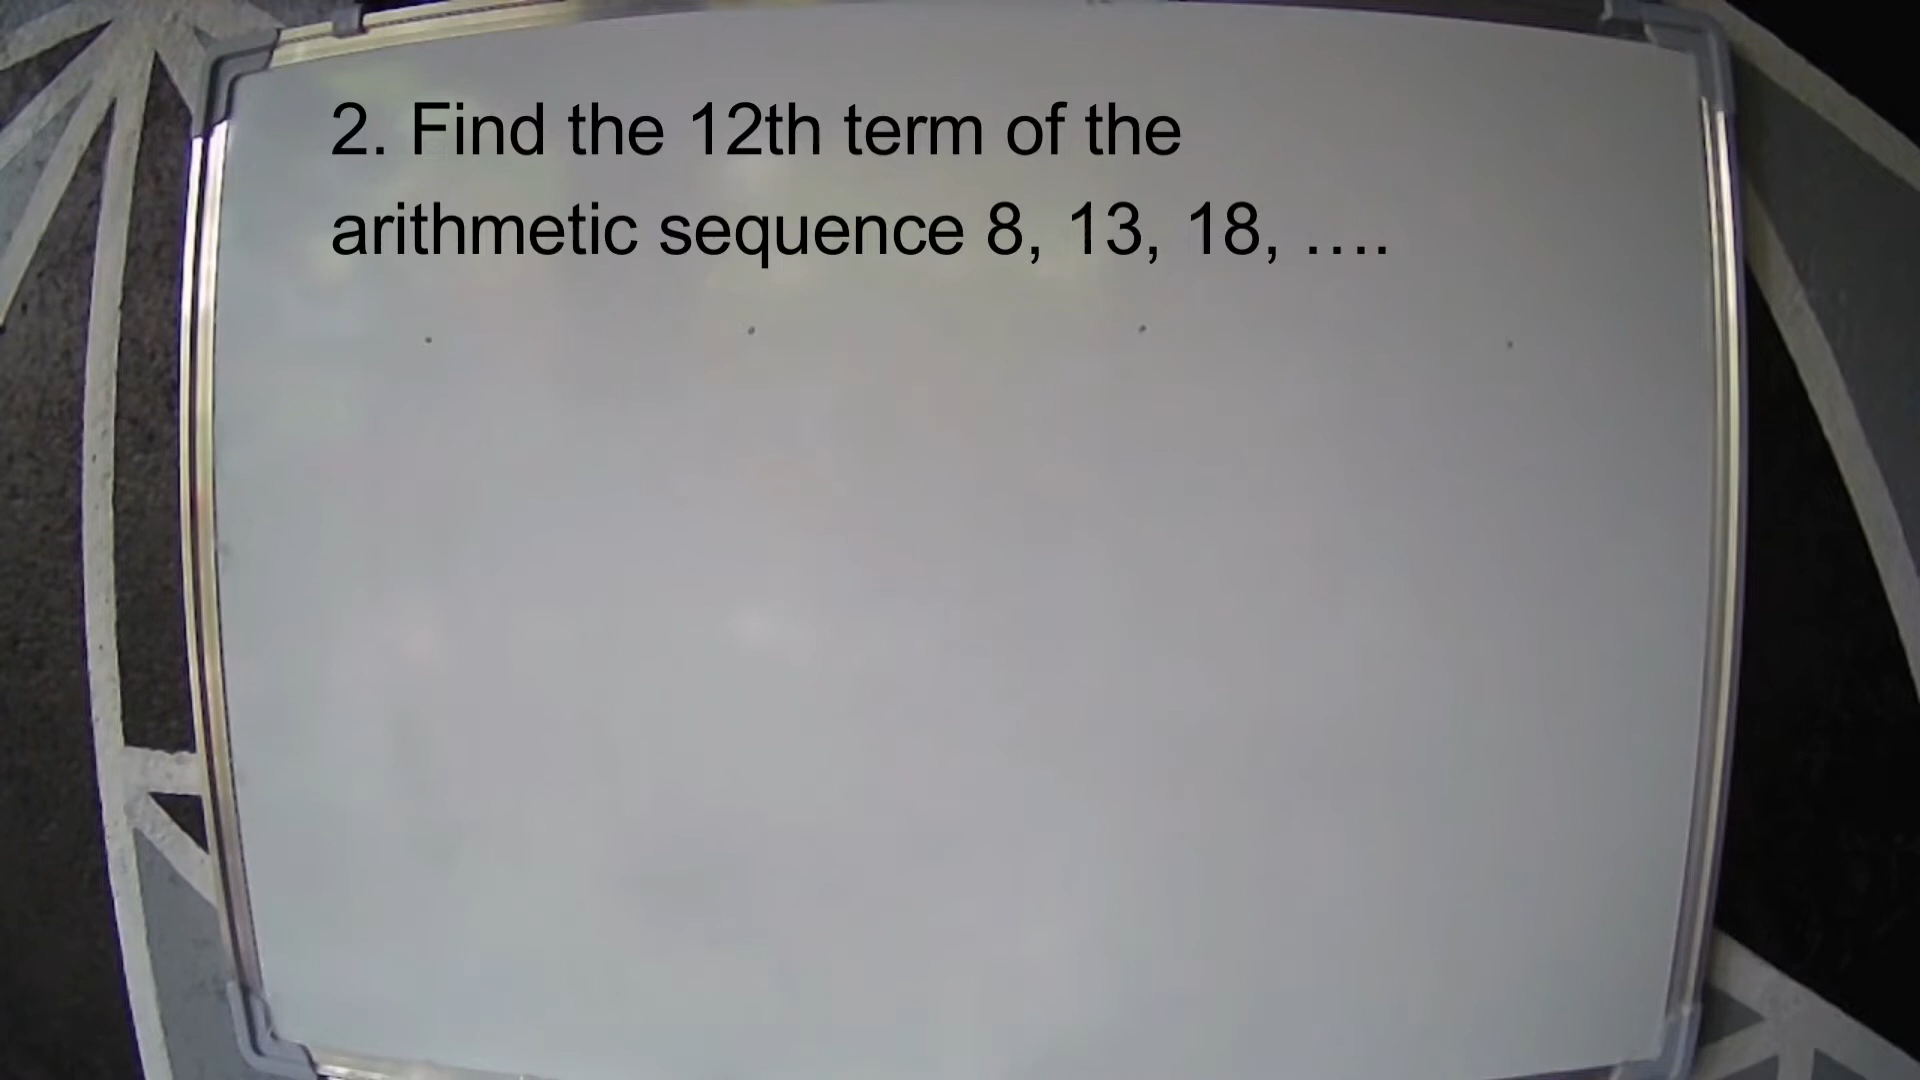 2. Find the 12th term of the
arithmetic sequence 8, 13, 18, ….